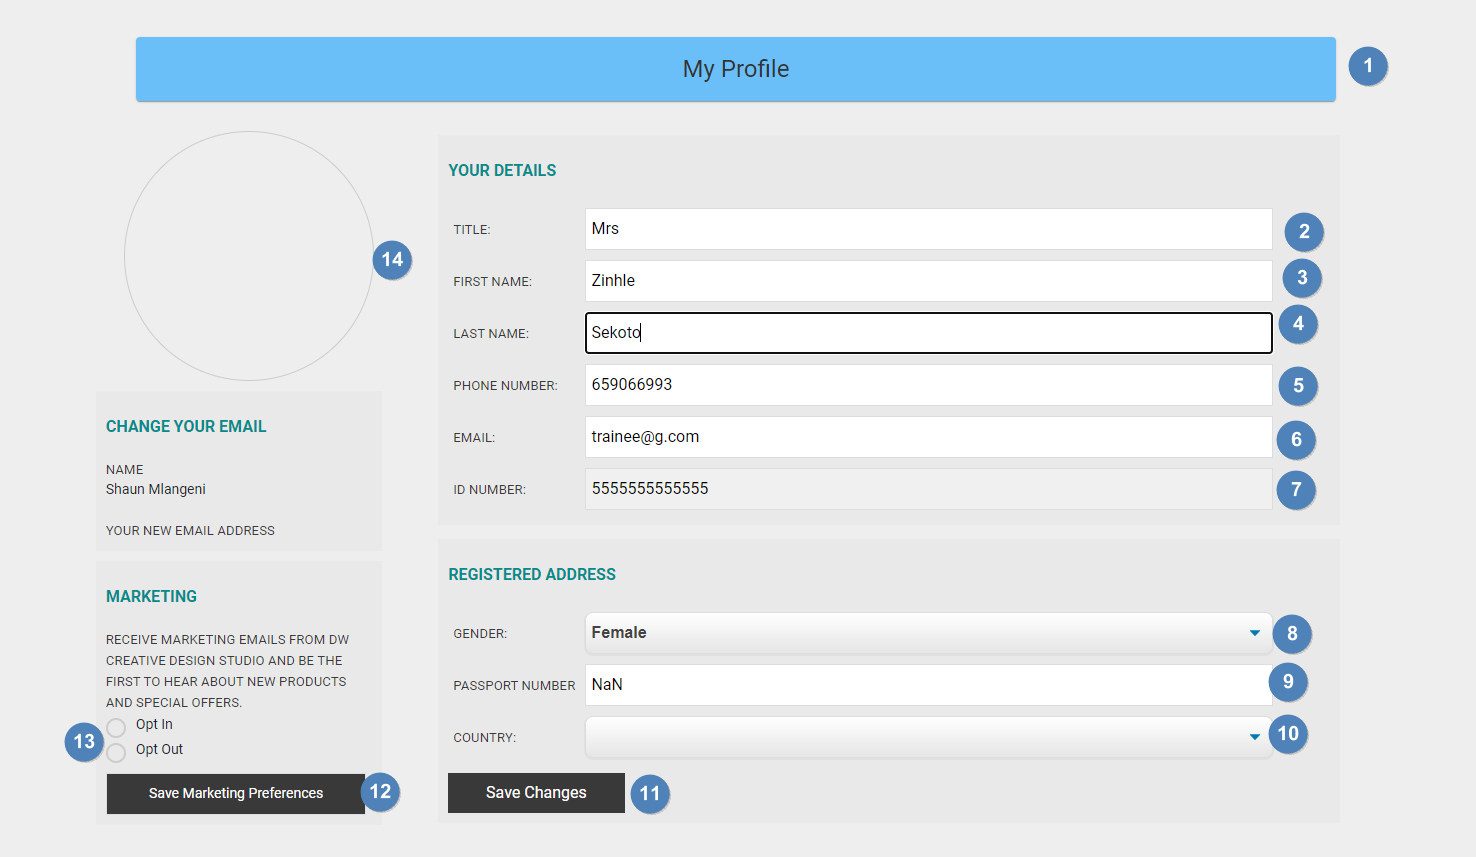 My Profile
1
14
YOUR DETAILS
TITLE: Mrs 2
FIRST NAME: Zinhle 3
LAST NAME: Sekoto 4
PHONE NUMBER: 659066993 5
EMAIL: trainee@g.com 6
ID NUMBER: 5555555555555 7
CHANGE YOUR EMAIL
NAME
Shaun Mlangeni
YOUR NEW EMAIL ADDRESS
MARKETING
RECEIVE MARKETING EMAILS FROM DW
CREATIVE DESIGN STUDIO AND BE THE
FIRST TO HEAR ABOUT NEW PRODUCTS
AND SPECIAL OFFERS.
Opt In
13
Opt Out
Save Marketing Preferences 12
REGISTERED ADDRESS
GENDER: Female 8
PASSPORT NUMBER NaN 9
COUNTRY: 10
Save Changes 11